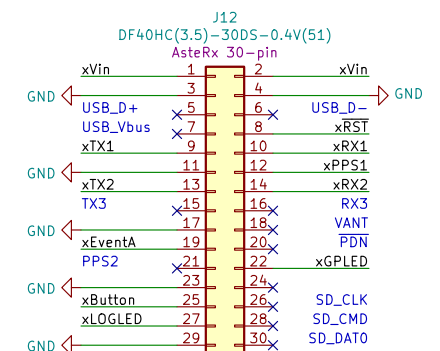 J12
DF40HC(3.5)-30DS-0.4V(51)
AsteRx 30-pin
xVin 1 2 xVin
GND 3 4 GND
USB_D+ 5 6 USB_D-
USB_Vbus 7 8 xRST
xTX1 9 10 xRX1
GND 11 12 xPPS1
xTX2 13 14 xRX2
TX3 15 16 RX3
GND 17 18 VANT
xEventA 19 20 PDN
PPS2 21 22 xGPLED
GND 23 24
xButton 25 26 SD_CLK
xLOGLED 27 28 SD_CMD
GND 29 30 SD_DAT0